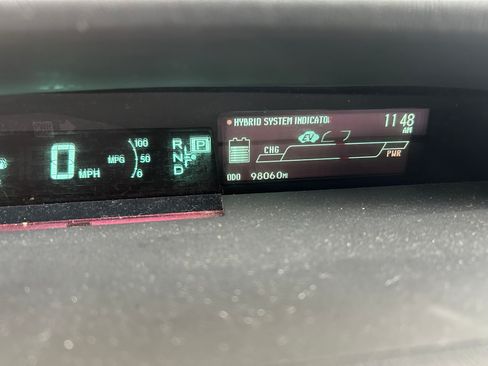 HYBRID SYSTEM INDICATO
11 48
AM
EV
CHG
PWR
ODO 98060MI
0 MPH
MPG
100
50
0
R
N
D
P